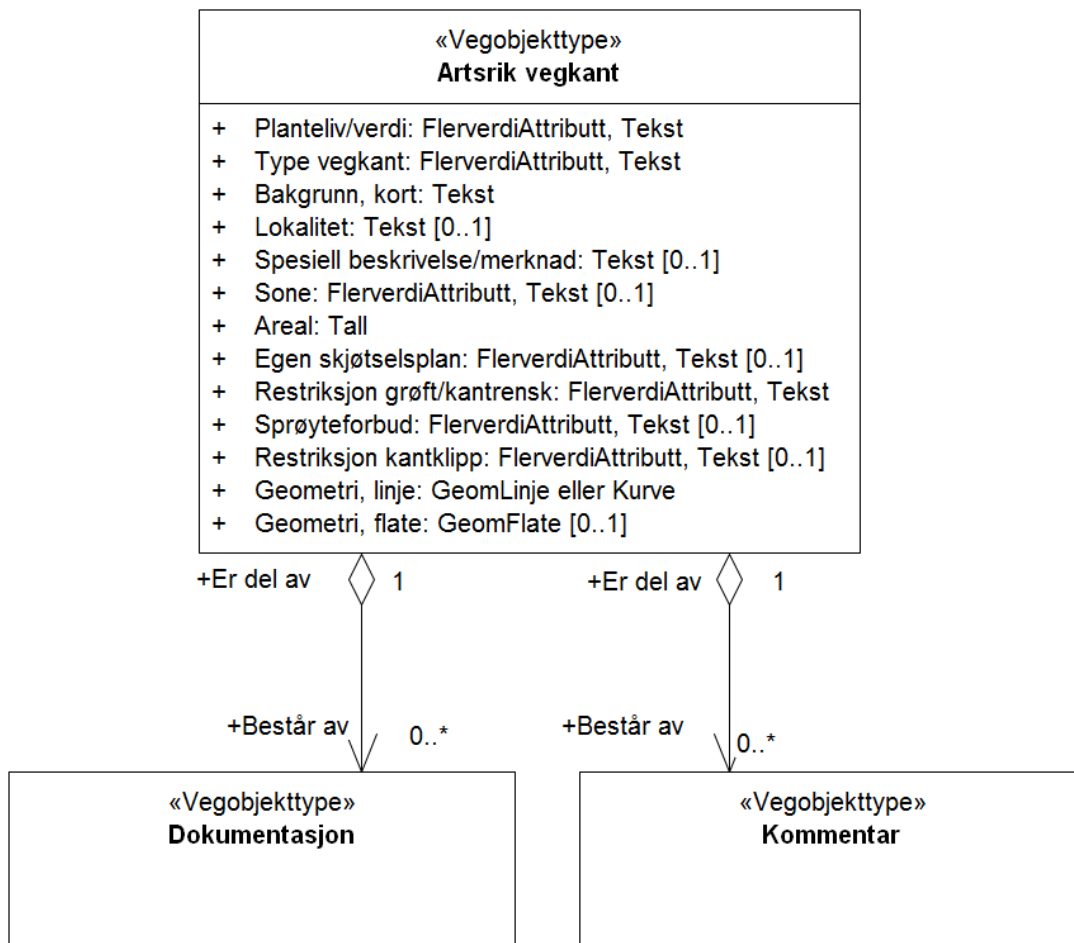 «Vegobjekttype»
Artsrik vegkant
+ Planteliv/verdi: FlerverdiAttributt, Tekst
+ Type vegkant: FlerverdiAttributt, Tekst
+ Bakgrunn, kort: Tekst
+ Lokalitet: Tekst [0..1]
+ Spesiell beskrivelse/merknad: Tekst [0..1]
+ Sone: FlerverdiAttributt, Tekst [0..1]
+ Areal: Tall
+ Egen skjøtselsplan: FlerverdiAttributt, Tekst [0..1]
+ Restriksjon grøft/kantrensk: FlerverdiAttributt, Tekst
+ Sprøyteforbud: FlerverdiAttributt, Tekst [0..1]
+ Restriksjon kantklipp: FlerverdiAttributt, Tekst [0..1]
+ Geometri, linje: GeomLinje eller Kurve
+ Geometri, flate: GeomFlate [0..1]
+Er del av 1
+Er del av 1
+Består av 0..*
+Består av 0..*
«Vegobjekttype»
Dokumentasjon
«Vegobjekttype»
Kommentar